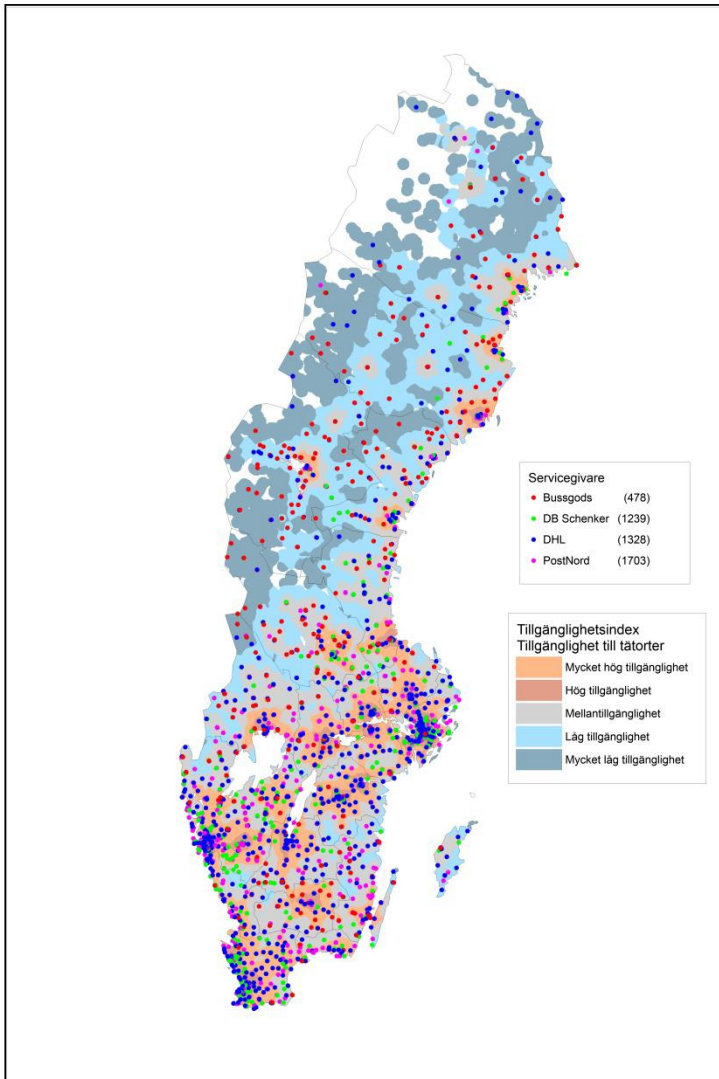 Servicegivare
Bussgods (478)
DB Schenker (1239)
DHL (1328)
PostNord (1703)
Tillgänglighetsindex
Tillgänglighet till tätorter
Mycket hög tillgänglighet
Hög tillgänglighet
Mellantillgänglighet
Låg tillgänglighet
Mycket låg tillgänglighet